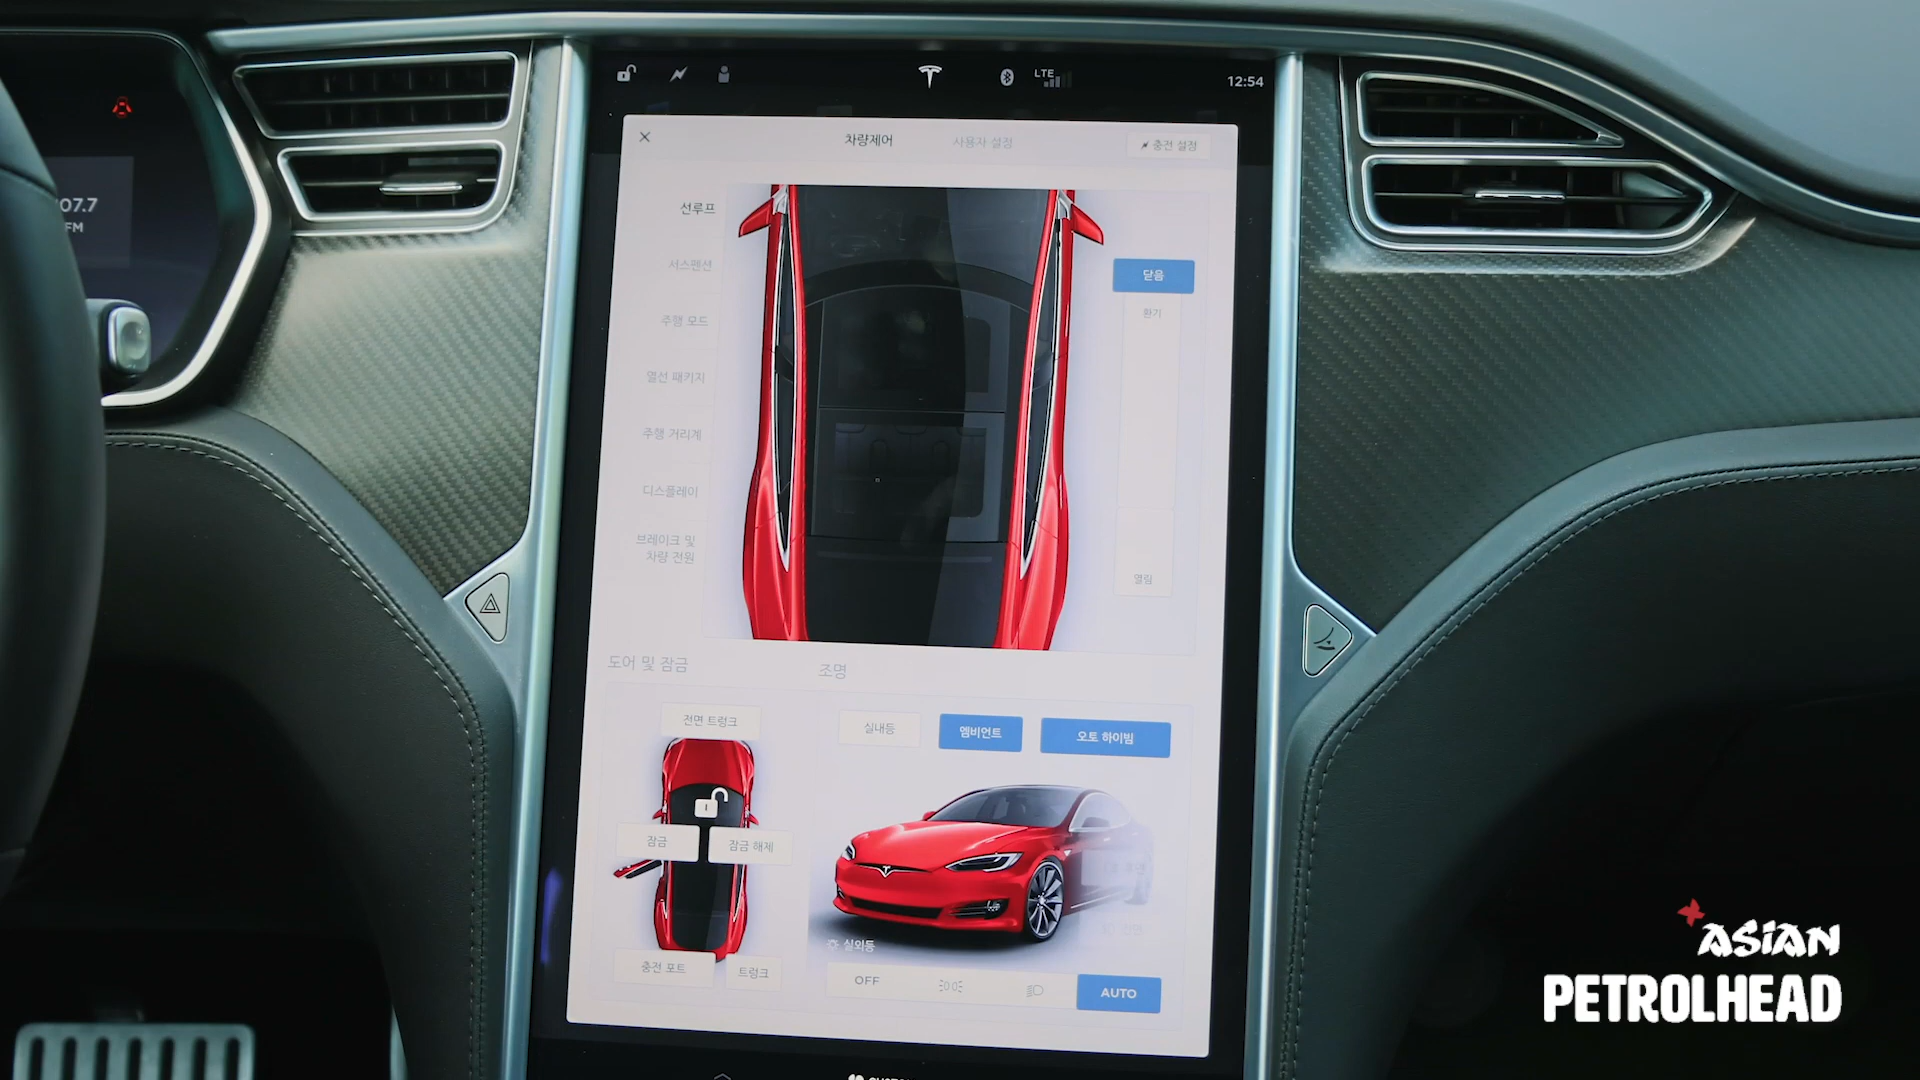 LTE
12:54
07.7
FM
차량제어
사용자 설정
충전 설정
선루프
서스펜션
주행 모드
열선 패키지
주행 거리계
디스플레이
브레이크 및
차량 전원
닫음
환기
열림
도어 및 잠금
조명
전면 트렁크
실내등
엠비언트
오토 하이빔
잠금
잠금 해제
실외등
충전 포트
트렁크
OFF
AUTO
ASIAN
PETROLHEAD